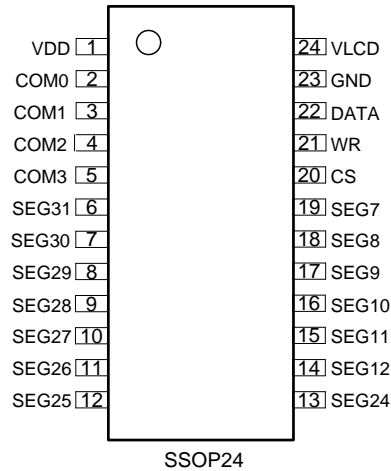 VDD 1 24 VLCD
COM0 2 23 GND
COM1 3 22 DATA
COM2 4 21 WR
COM3 5 20 CS
SEG31 6 19 SEG7
SEG30 7 18 SEG8
SEG29 8 17 SEG9
SEG28 9 16 SEG10
SEG27 10 15 SEG11
SEG26 11 14 SEG12
SEG25 12 13 SEG24
SSOP24